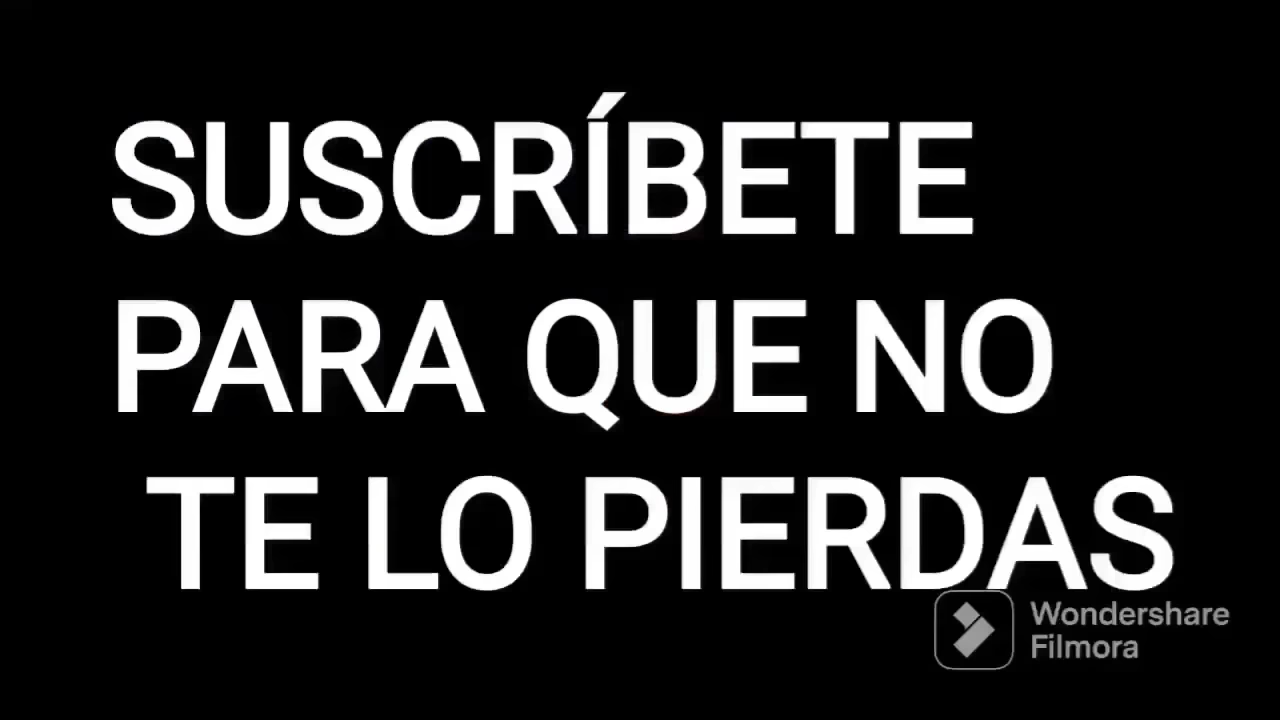 SUSCRÍBETE
PARA QUE NO
TE LO PIERDAS
Wondershare
Filmora